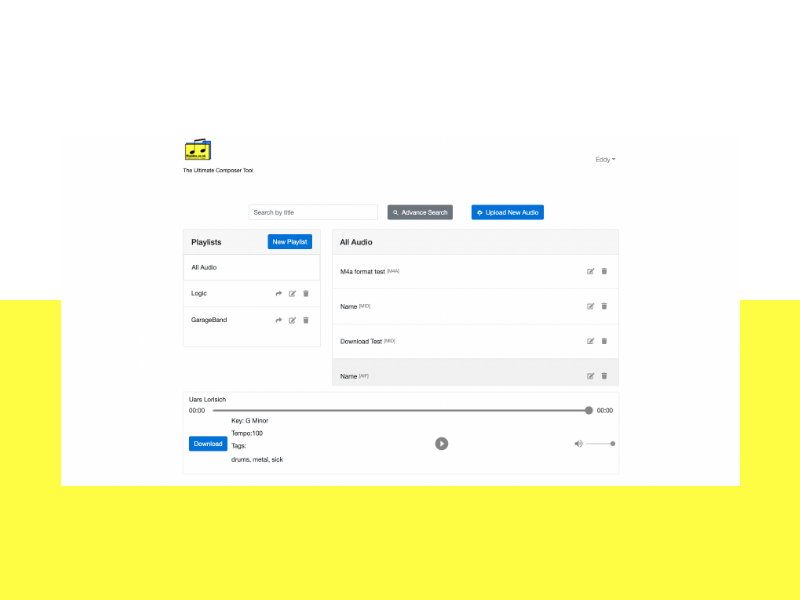 The Ultimate Composer Tool
Eddy
Search by title
Advance Search
Upload New Audio
Playlists
New Playlist
All Audio
Logic
GarageBand
All Audio
M4a format test [M4A]
Name [MID]
Download Test [MID]
Name [AIF]
Uars Lorisich
00:00
00:00
Key: G Minor
Tempo:100
Download
Tags:
drums, metal, sick